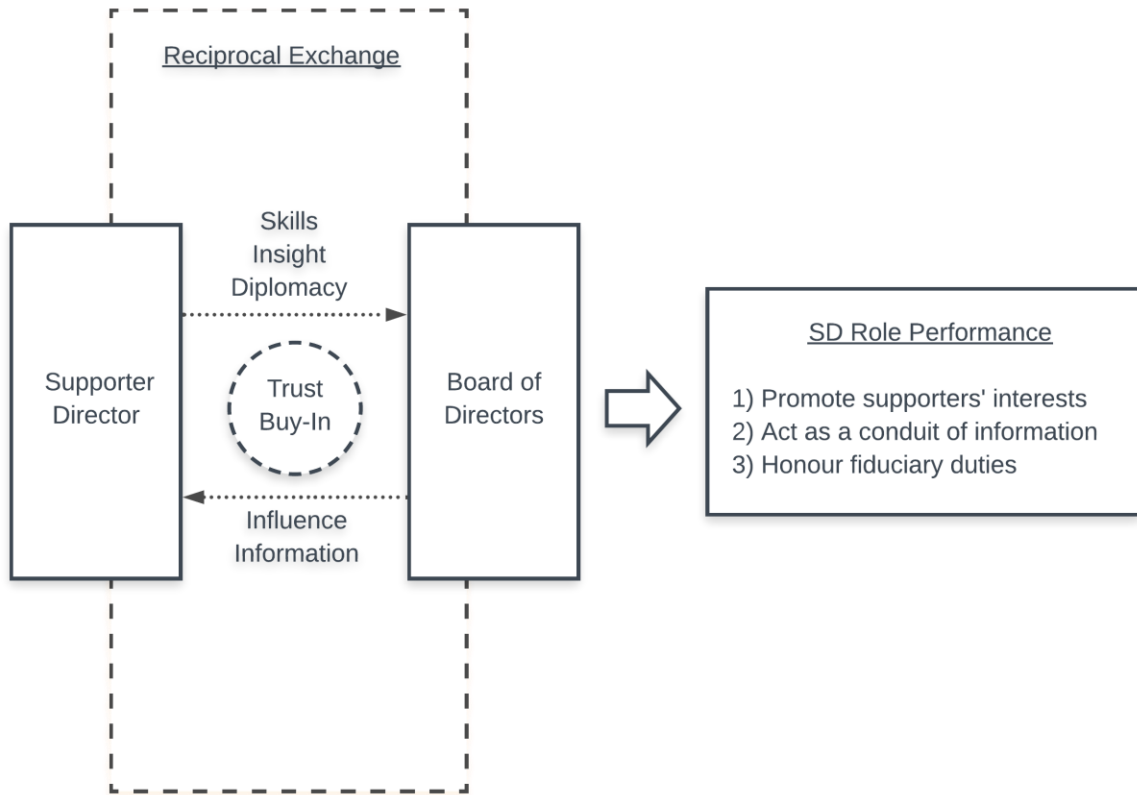 Reciprocal Exchange
Skills
Insight
Diplomacy
Supporter
Director
Trust
Buy-In
Board of
Directors
Influence
Information
SD Role Performance
1) Promote supporters' interests
2) Act as a conduit of information
3) Honour fiduciary duties